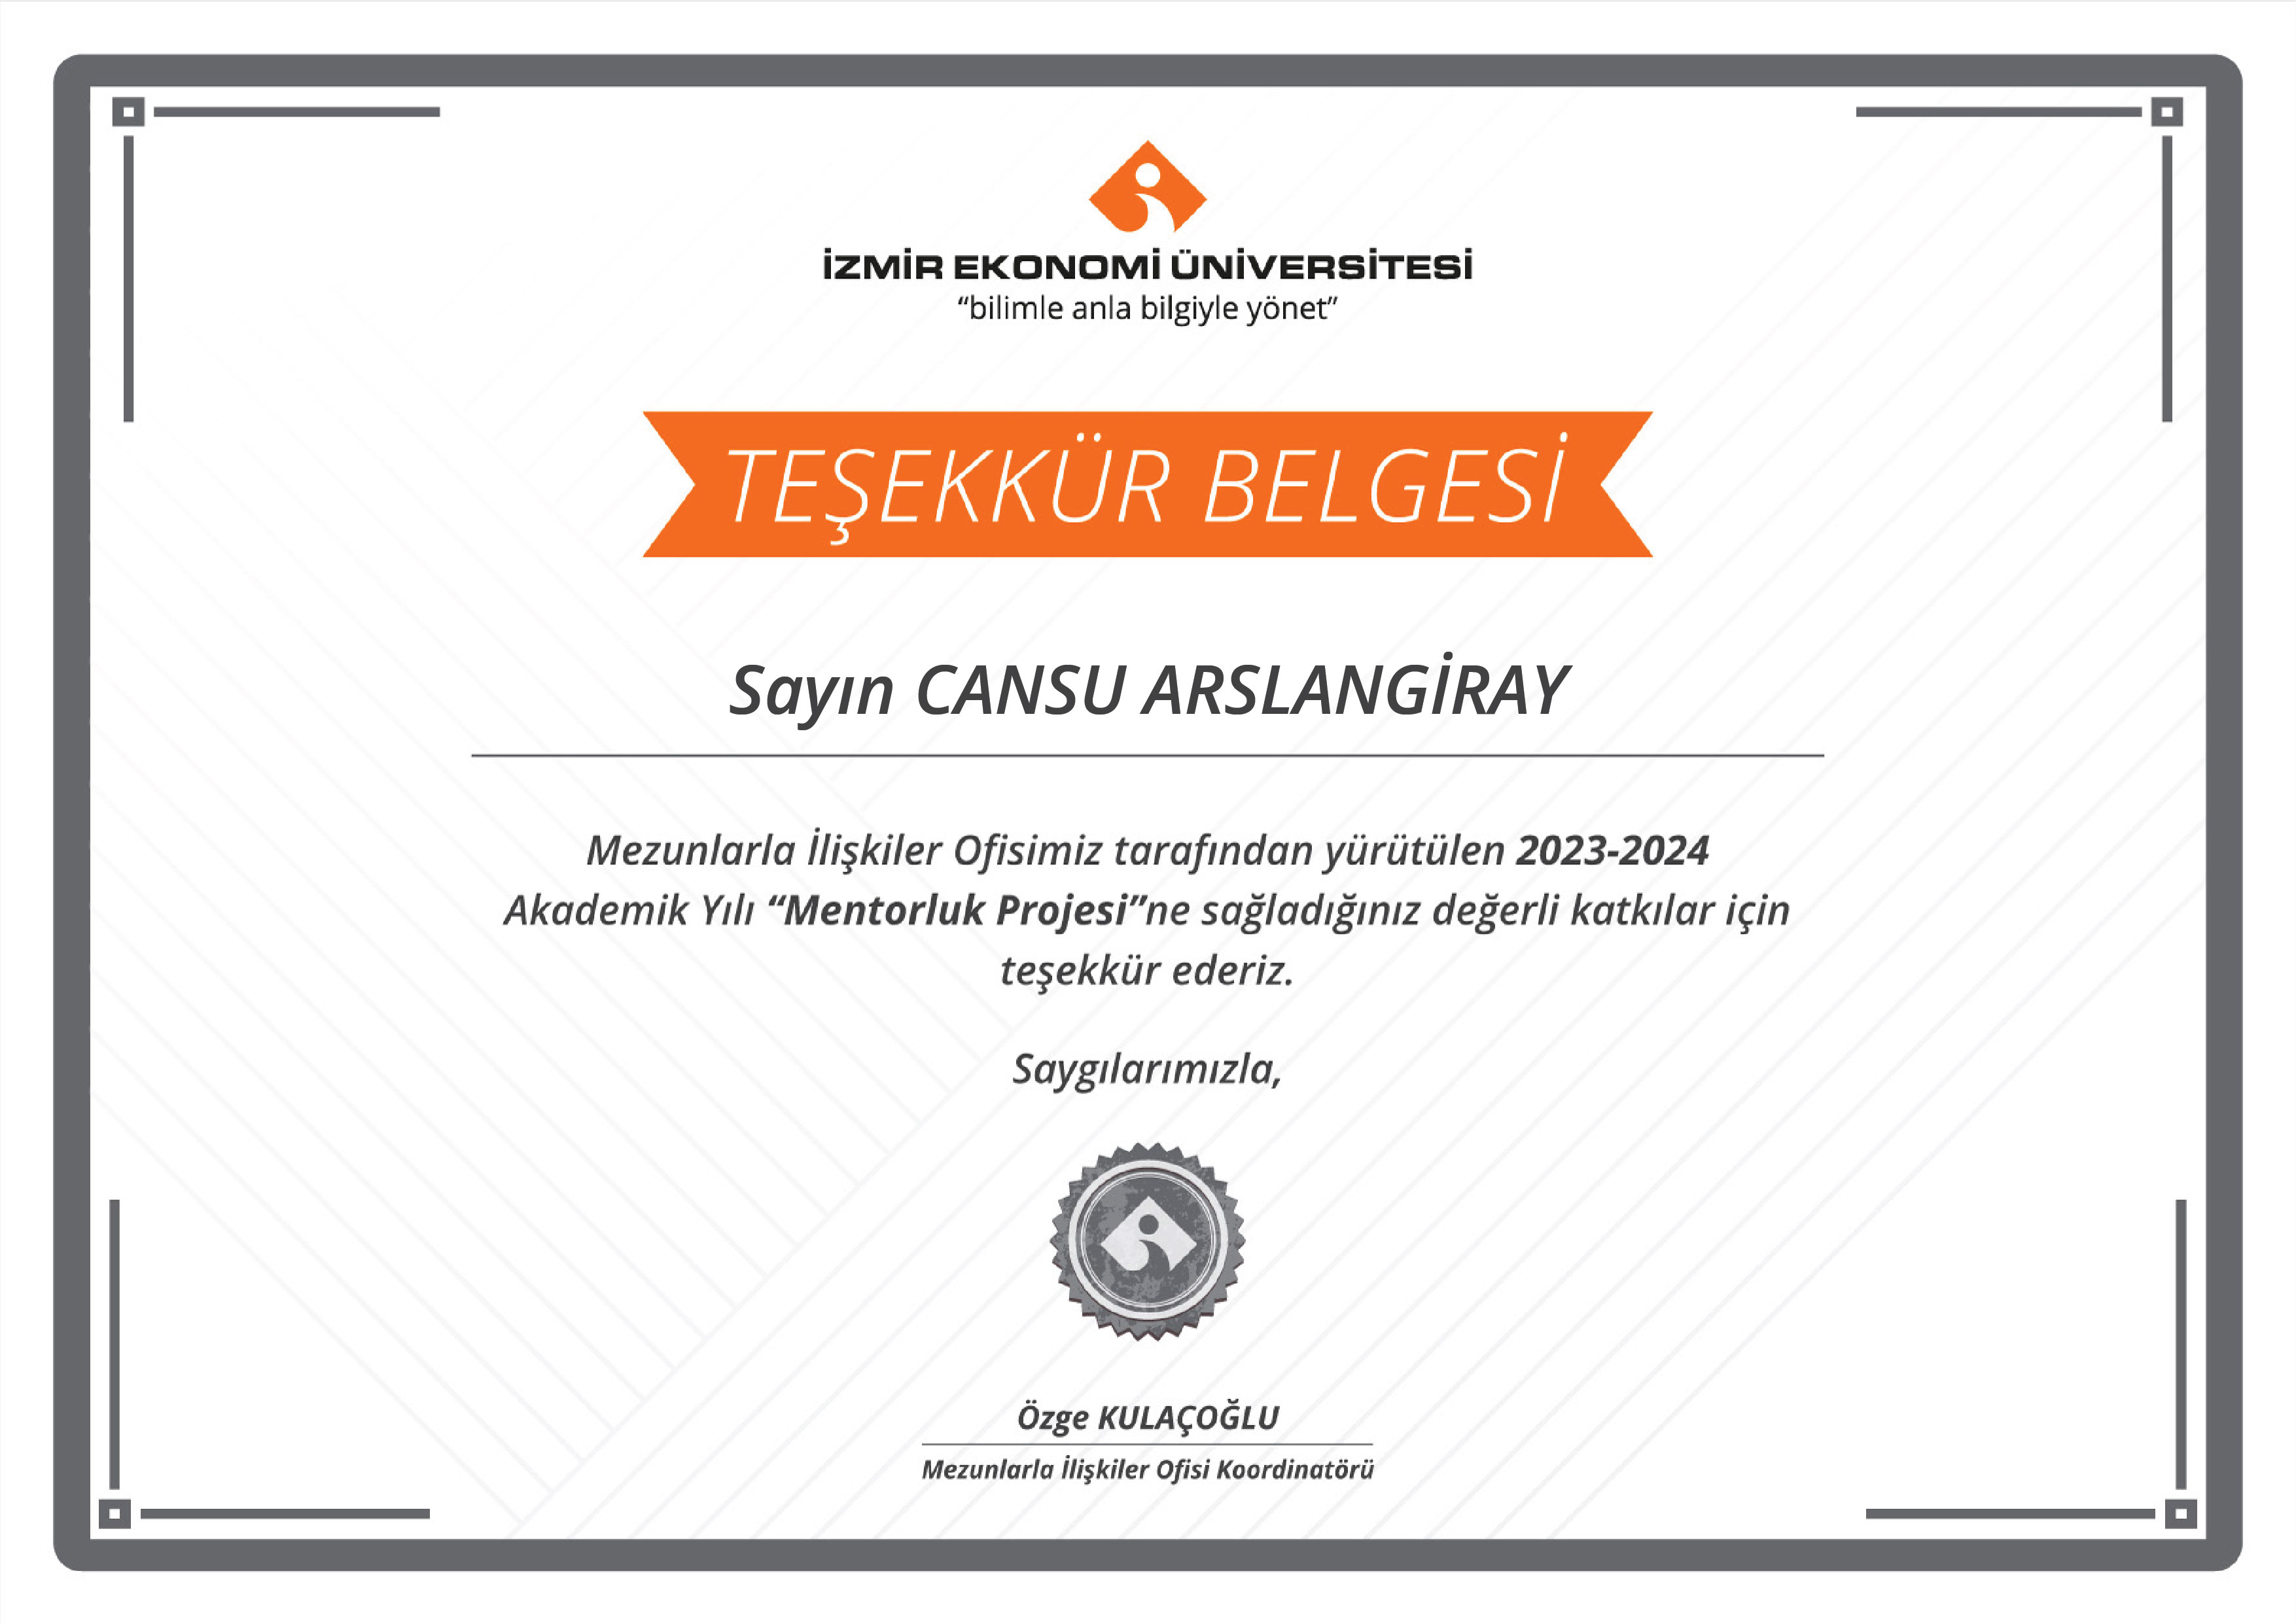 İZMİR EKONOMİ ÜNİVERSİTESİ
“bilimle anla bilgiyle yönet”
TEŞEKKÜR BELGESİ
Sayın CANSU ARSLANGİRAY
Mezunlarla İlişkiler Ofisimiz tarafından yürütülen 2023-2024
Akademik Yılı “Mentorluk Projesi”ne sağladığınız değerli katkılar için
teşekkür ederiz.
Saygılarımızla,
Özge KULAÇOĞLU
Mezunlarla İlişkiler Ofisi Koordinatörü